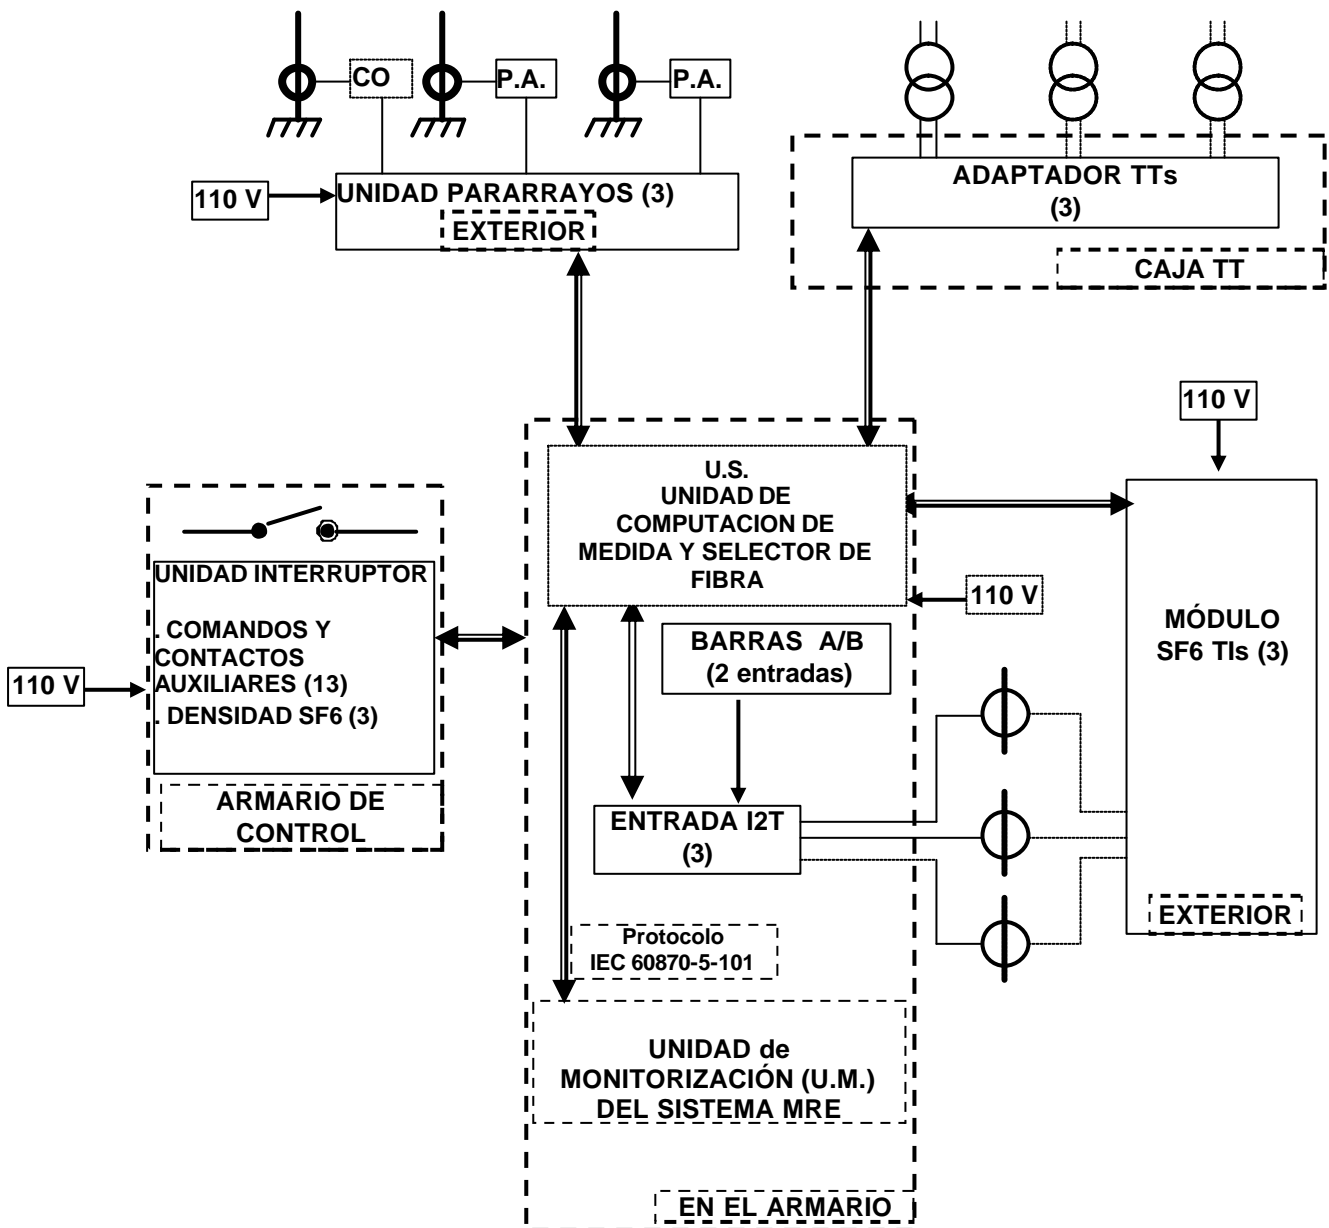 CO
P.A.
P.A.
110 V
UNIDAD PARARRAYOS (3)
EXTERIOR
ADAPTADOR TTs
(3)
CAJA TT
110 V
U.S.
UNIDAD DE
COMPUTACION DE
MEDIDA Y SELECTOR DE
FIBRA
110 V
UNIDAD INTERRUPTOR
. COMANDOS Y
CONTACTOS
AUXILIARES (13)
. DENSIDAD SF6 (3)
110 V
ARMARIO DE
CONTROL
BARRAS A/B
(2 entradas)
MÓDULO
SF6 TIs (3)
EXTERIOR
ENTRADA I2T
(3)
Protocolo
IEC 60870-5-101
UNIDAD de
MONITORIZACIÓN (U.M.)
DEL SISTEMA MRE
EN EL ARMARIO